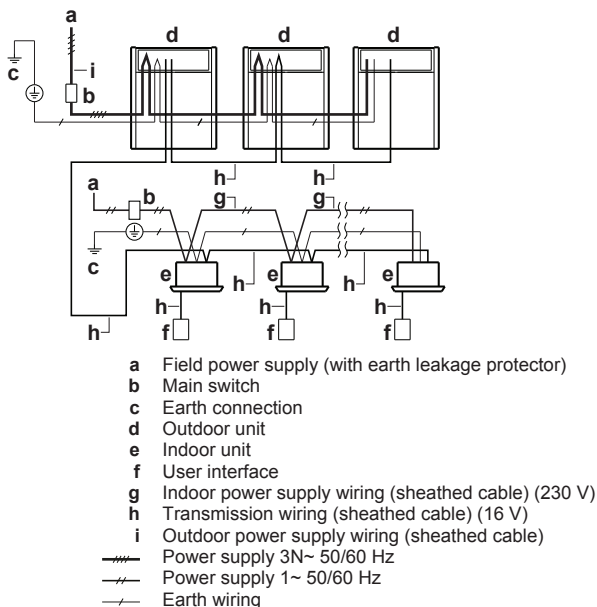 a
d d d
i
c
b
h h
a
b g g
c
e h e h e
h h h
h f f f
a Field power supply (with earth leakage protector)
b Main switch
c Earth connection
d Outdoor unit
e Indoor unit
f User interface
g Indoor power supply wiring (sheathed cable) (230 V)
h Transmission wiring (sheathed cable) (16 V)
i Outdoor power supply wiring (sheathed cable)
Power supply 3N~ 50/60 Hz
Power supply 1~ 50/60 Hz
Earth wiring